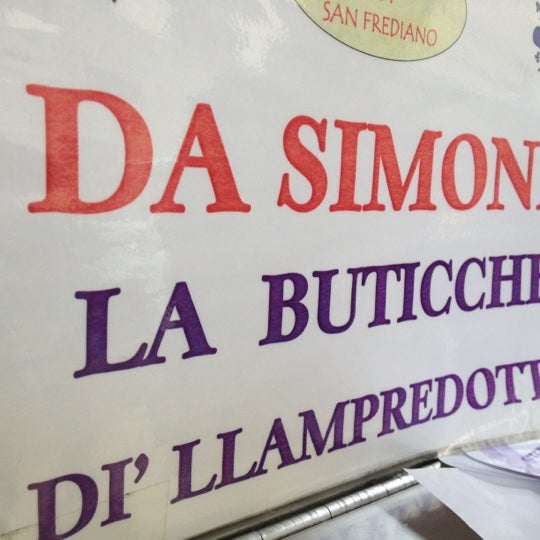 SAN FREDIANO
DA SIMON
LA BUTICCHE
DI' LLAMPREDOTT